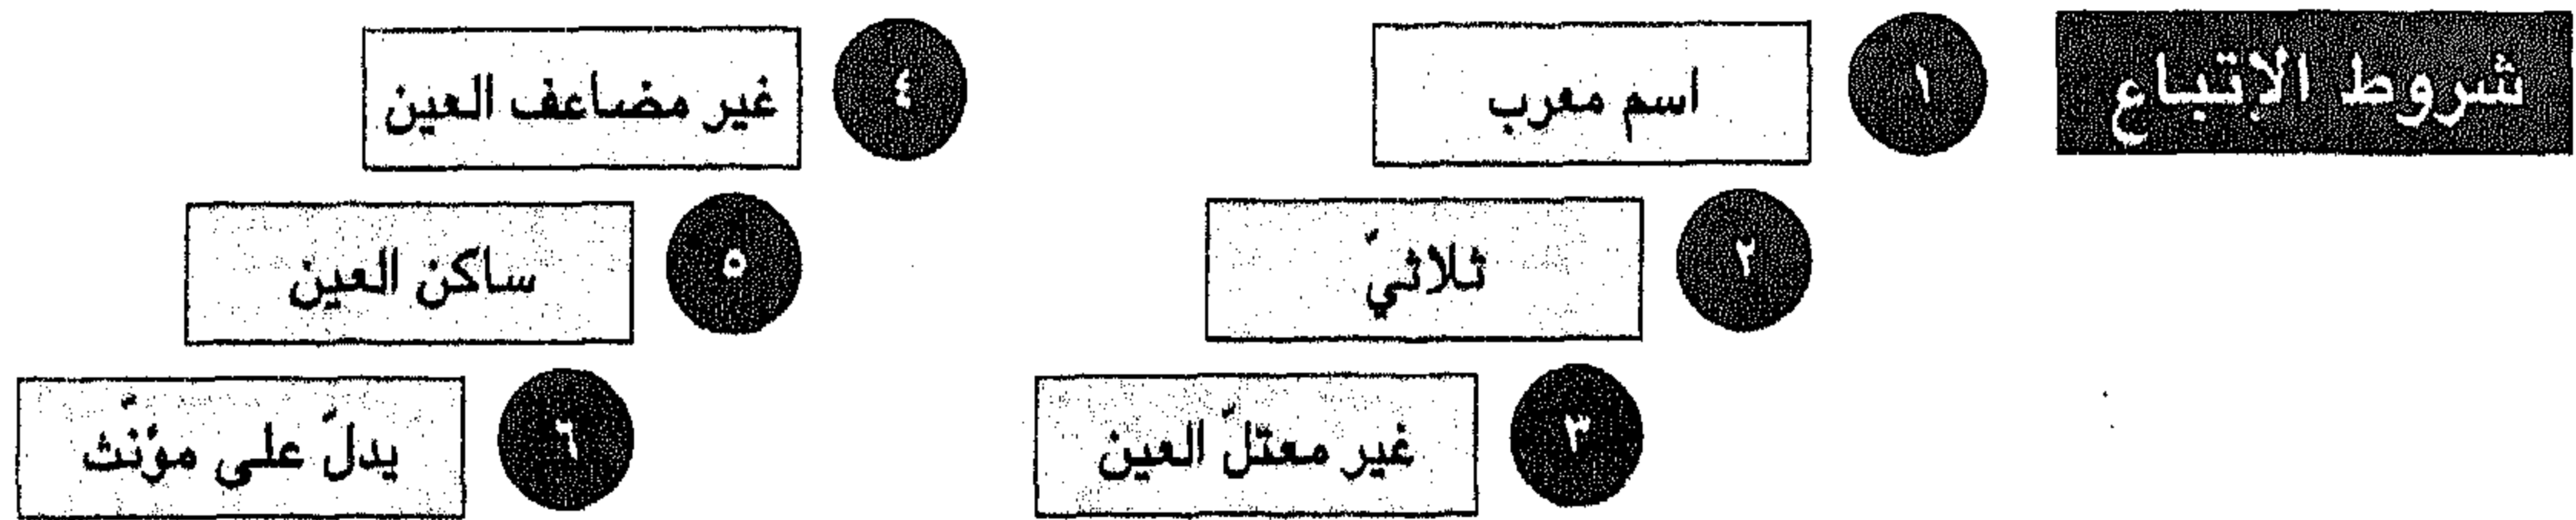 شروط الإتباع
١ اسم معرب
٢ ثلاثيّ
٣ غير معتلّ العين
٤ غير مضاعف العين
٥ ساكن العين
٦ يدلّ على مؤنّث